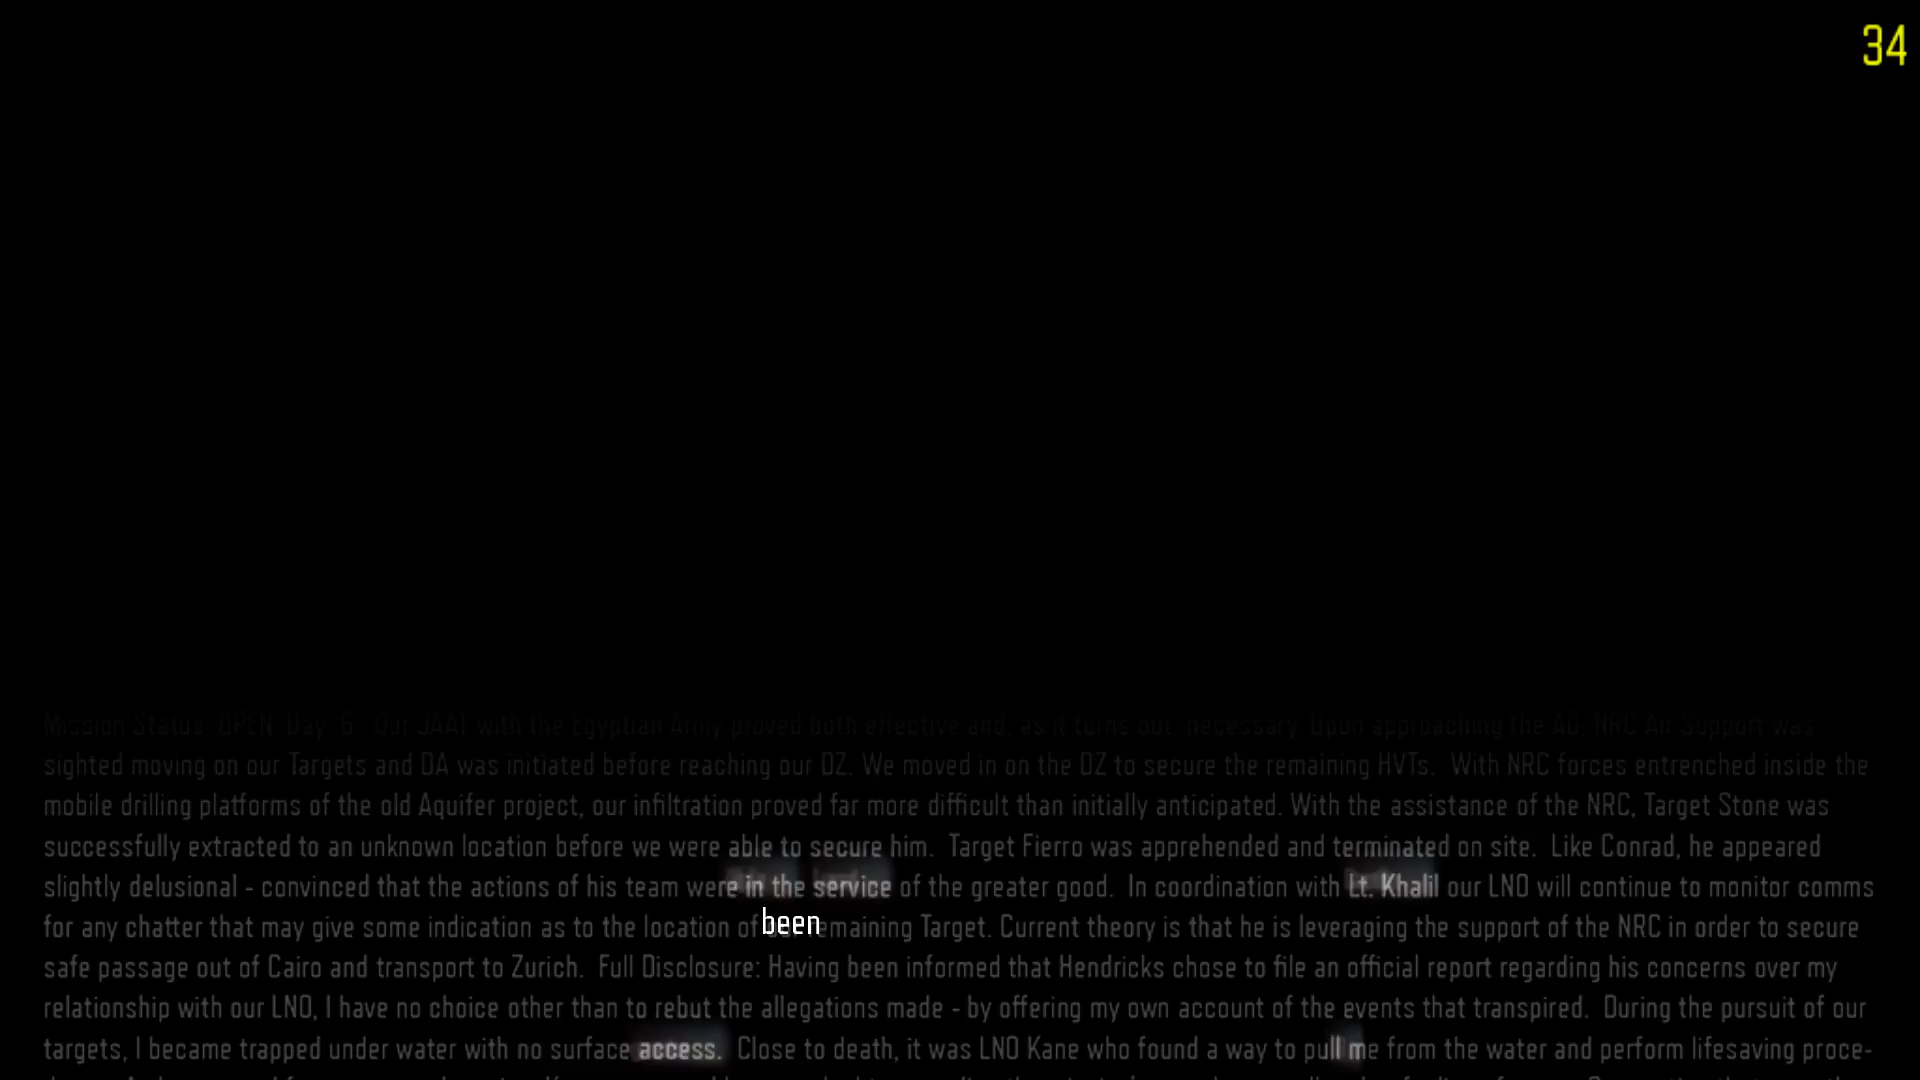 34
Mission Status: OPEN. Day: 6. Our JAAT with the Egyptian Army proved both effective and, as it turns out, necessary. Upon approaching the AO, NRC Air Support was
sighted moving on our Targets and DA was initiated before reaching our DZ. We moved in on the DZ to secure the remaining HVTs. With NRC forces entrenched inside the
mobile drilling platforms of the old Aquifer project, our infiltration proved far more difficult than initially anticipated. With the assistance of the NRC, Target Stone was
successfully extracted to an unknown location before we were able to secure him. Target Fierro was apprehended and terminated on site. Like Conrad, he appeared
slightly delusional - convinced that the actions of his team were in the service of the greater good. In coordination with Lt. Khalil our LNO will continue to monitor comms
been
for any chatter that may give some indication as to the location of remaining Target. Current theory is that he is leveraging the support of the NRC in order to secure
safe passage out of Cairo and transport to Zurich. Full Disclosure: Having been informed that Hendricks chose to file an official report regarding his concerns over my
relationship with our LNO, I have no choice other than to rebut the allegations made - by offering my own account of the events that transpired. During the pursuit of our
targets, I became trapped under water with no surface access. Close to death, it was LNO Kane who found a way to pull me from the water and perform lifesaving proce-